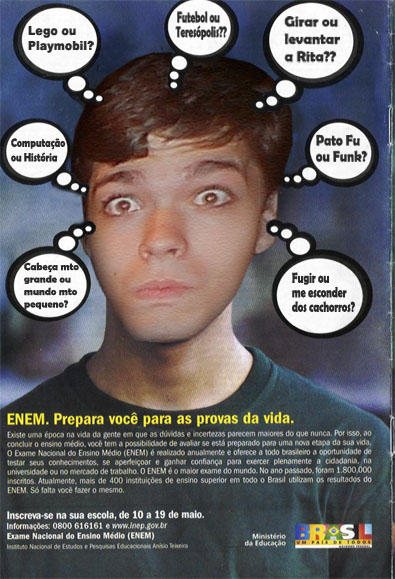 Lego ou
Playmobil?
Futebol ou
Teresópolis??
Girar ou
levantar
a Rita??
Computação
ou História
Pato Fu
ou Funk?
Cabeça mto
grande ou
mundo mto
pequeno?
Fugir ou
me esconder
dos cachorros?
ENEM. Prepara você para as provas da vida.
Existe uma época na vida da gente em que as dúvidas e incertezas parecem maiores do que nunca. Por isso, ao
concluir o ensino médio, você tem a possibilidade de avaliar se está preparado para uma nova etapa da sua vida.
O Exame Nacional do Ensino Médio (ENEM) é realizado anualmente e oferece a todo brasileiro a oportunidade de
testar seus conhecimentos, se aperfeiçoar e ganhar confiança para exercer plenamente a cidadania, na
universidade ou no mercado de trabalho. O ENEM é o maior exame do mundo. No ano passado, foram 1.800.000
inscritos. Atualmente, mais de 400 instituições de ensino superior em todo o Brasil utilizam os resultados do
ENEM. Só falta você fazer o mesmo.
Inscreva-se na sua escola, de 10 a 19 de maio.
Informações: 0800 616161 e www.inep.gov.br
Exame Nacional do Ensino Médio (ENEM)
Instituto Nacional de Estudos e Pesquisas Educacionais Anísio Teixeira
Ministério
da Educação
BRASIL
UM PAÍS DE TODOS
GOVERNO FEDERAL